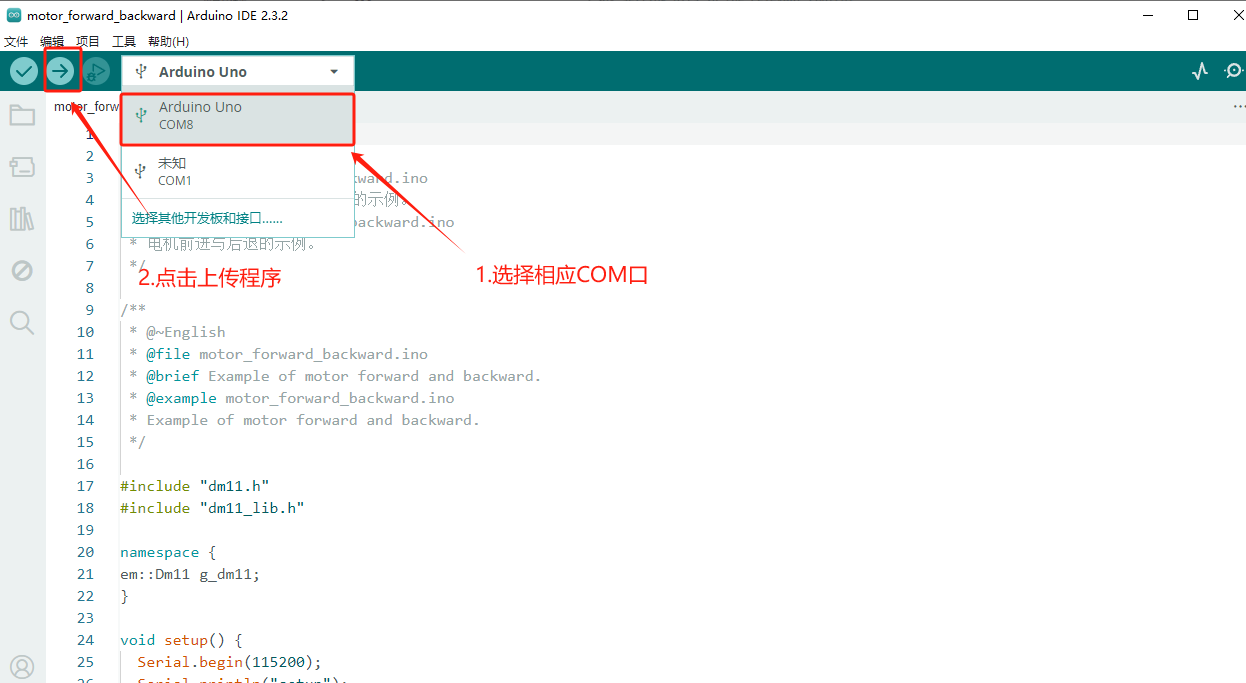 motor_forward_backward | Arduino IDE 2.3.2
文件 编辑 项目 工具 帮助(H)
Arduino Uno
motor_forw
Arduino Uno
COM8
未知
COM1
选择其他开发板和接口......
1
2
3 kward.ino
4 的示例。
5 backward.ino
6 * 电机前进与后退的示例。
7 */
2.点击上传程序
1.选择相应COM口
8
9 /**
10 * @~English
11 * @file motor_forward_backward.ino
12 * @brief Example of motor forward and backward.
13 * @example motor_forward_backward.ino
14 * Example of motor forward and backward.
15 */
16
17 #include "dm11.h"
18 #include "dm11_lib.h"
19
20 namespace {
21 em::Dm11 g_dm11;
22 }
23
24 void setup() {
25 Serial.begin(115200);
26 Serial.println("setup");